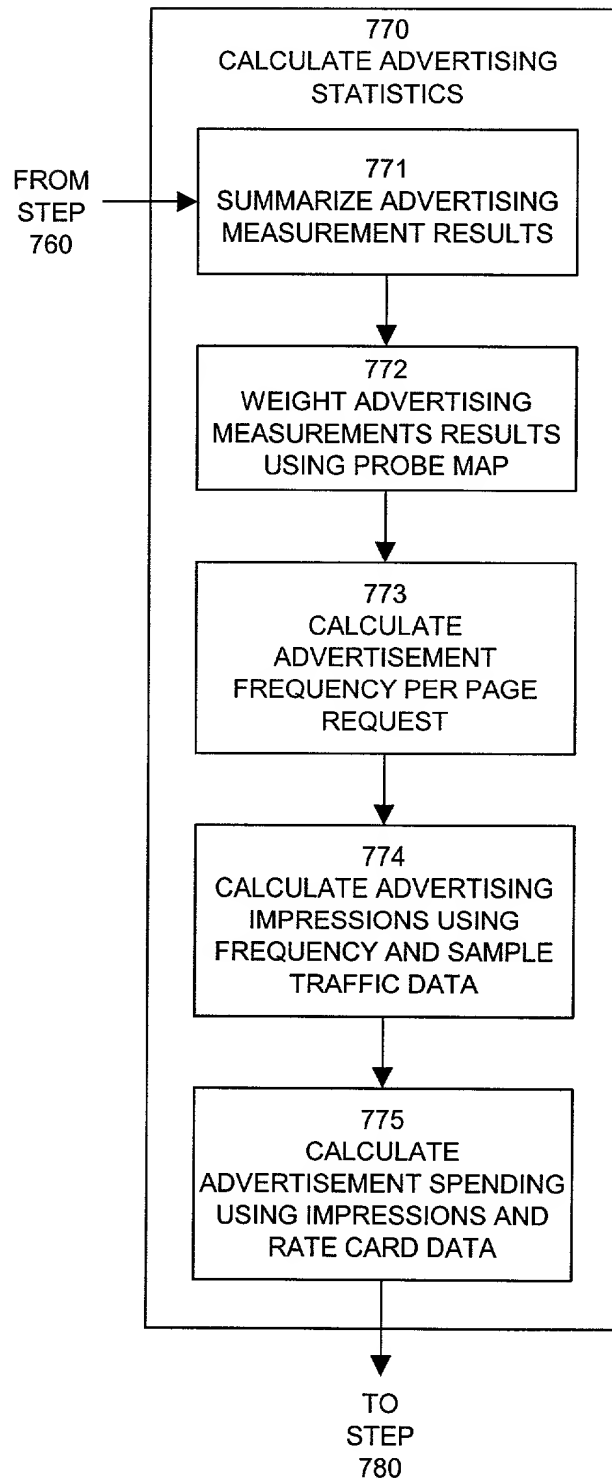 770
CALCULATE ADVERTISING
STATISTICS
FROM
STEP
760
771
SUMMARIZE ADVERTISING
MEASUREMENT RESULTS
772
WEIGHT ADVERTISING
MEASUREMENTS RESULTS
USING PROBE MAP
773
CALCULATE
ADVERTISEMENT
FREQUENCY PER PAGE
REQUEST
774
CALCULATE ADVERTISING
IMPRESSIONS USING
FREQUENCY AND SAMPLE
TRAFFIC DATA
775
CALCULATE
ADVERTISEMENT SPENDING
USING IMPRESSIONS AND
RATE CARD DATA
TO
STEP
780